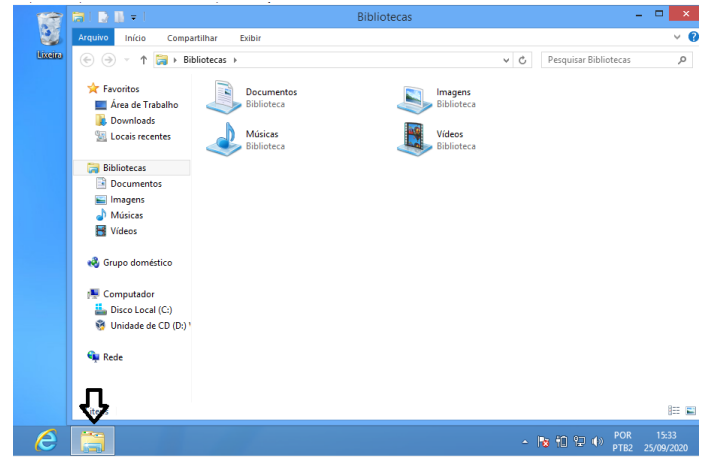 Bibliotecas
Arquivo Início Compartilhar Exibir
Lixeira
Bibliotecas
Pesquisar Bibliotecas
Favoritos
Área de Trabalho
Downloads
Locais recentes
Bibliotecas
Documentos
Imagens
Músicas
Vídeos
Grupo doméstico
Computador
Disco Local (C:)
Unidade de CD (D:)
Rede
Documentos
Biblioteca
Imagens
Biblioteca
Músicas
Biblioteca
Vídeos
Biblioteca
POR 15:33
PTB2 25/09/2020